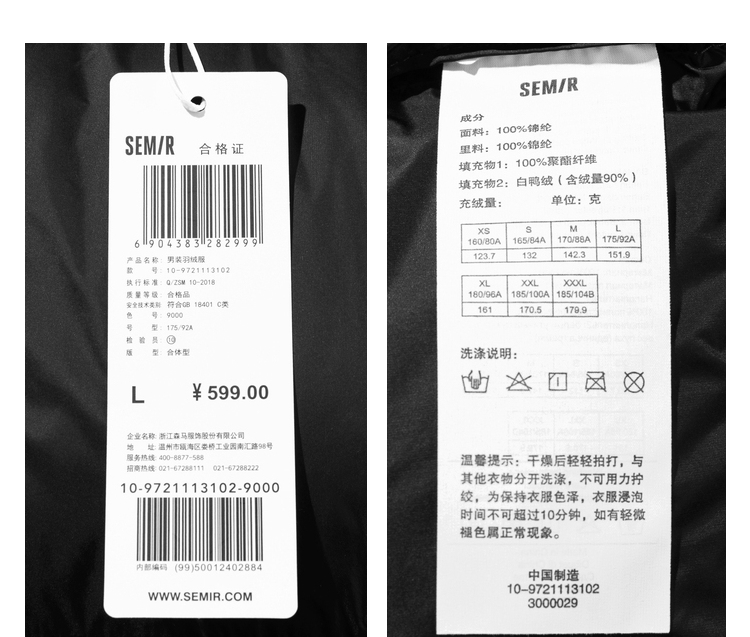 SEMIR 合格证
6 904383 282999
产品名称: 男装羽绒服
款 号: 10-9721113102
执行标准: Q/ZSM 10-2018
质量等级: 合格品
安全技术类别: 符合GB 18401 C类
色 号: 9000
号 型: 175/92A
检 验 员 ⑩
版 型: 合体型
L ¥ 599.00
企业名称: 浙江森马服饰股份有限公司
地 址: 温州市瓯海区娄桥工业园南汇路98号
服务热线: 400-8877-588
招商热线: 021-67288111 021-67288222
10-9721113102-9000
内部编码 (99)50012402884
WWW.SEMIR.COM
SEMIR
成分
面料: 100%锦纶
里料: 100%锦纶
填充物1: 100%聚酯纤维
填充物2: 白鸭绒 (含绒量90%)
充绒量: 单位: 克
XS S M L
160/80A 165/84A 170/88A 175/92A
123.7 132 142.3 151.9
XL XXL XXXL
180/96A 185/100A 185/104B
161 170.5 179.9
洗涤说明:
温馨提示: 干燥后轻轻拍打, 与
其他衣物分开洗涤, 不可用力拧
绞, 为保持衣服色泽, 衣服浸泡
时间不可超过10分钟, 如有轻微
褪色属正常现象。
中国制造
10-9721113102
3000029